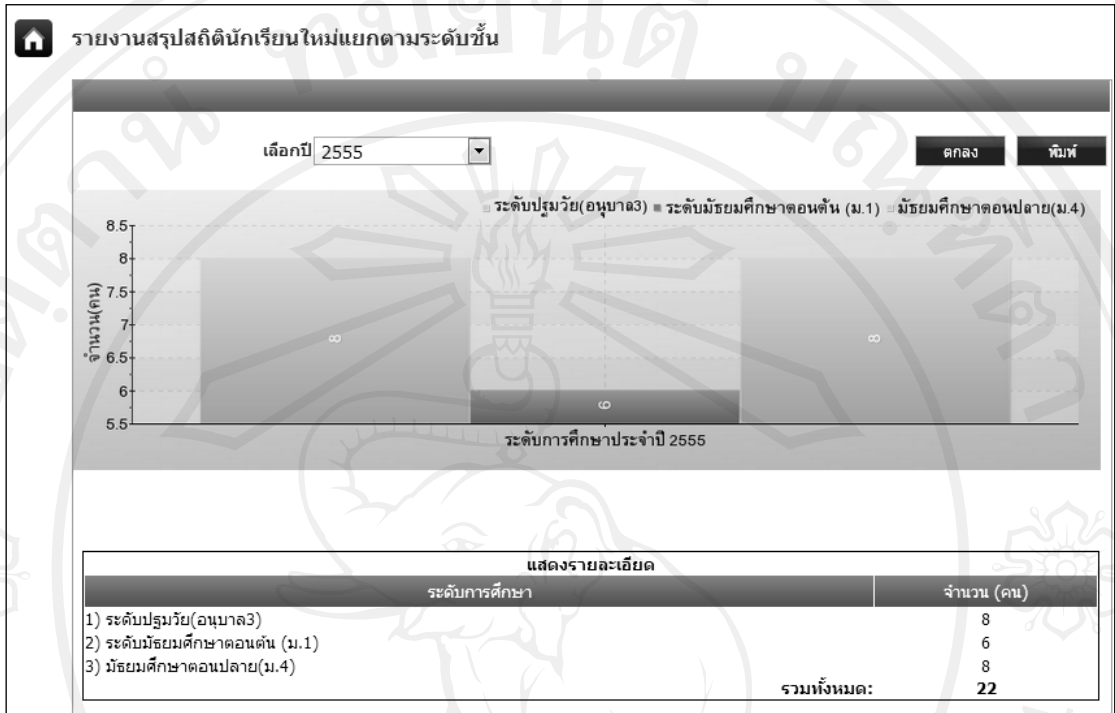 รายงานสรุปสถิตินักเรียนใหม่แยกตามระดับชั้น
เลือกปี 2555 ตกลง พิมพ์
ระดับปฐมวัย(อนุบาล3) ระดับมัธยมศึกษาตอนต้น (ม.1) มัธยมศึกษาตอนปลาย(ม.4)
จำนวน(คน)
8.5
8
7.5
7
6.5
6
5.5
8 6 8
ระดับการศึกษาประจำปี 2555
แสดงรายละเอียด
ระดับการศึกษา จำนวน (คน)
1) ระดับปฐมวัย(อนุบาล3) 8
2) ระดับมัธยมศึกษาตอนต้น (ม.1) 6
3) มัธยมศึกษาตอนปลาย(ม.4) 8
รวมทั้งหมด: 22